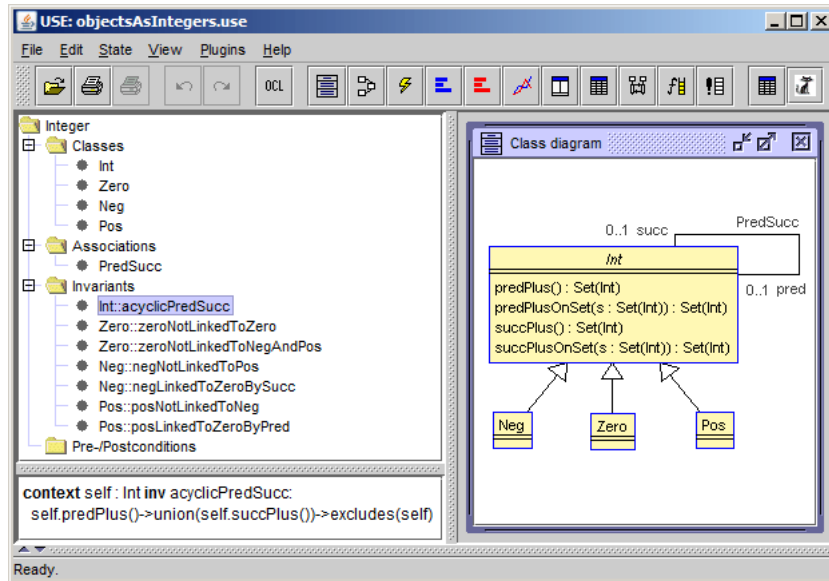 USE: objectsAsIntegers.use
File Edit State View Plugins Help
OCL
Integer
Classes
Int
Zero
Neg
Pos
Associations
PredSucc
Invariants
Int::acyclicPredSucc
Zero::zeroNotLinkedToZero
Zero::zeroNotLinkedToNegAndPos
Neg::negNotLinkedToPos
Neg::negLinkedToZeroBySucc
Pos::posNotLinkedToNeg
Pos::posLinkedToZeroByPred
Pre-/Postconditions
context self : Int inv acyclicPredSucc:
self.predPlus()->union(self.succPlus())->excludes(self)
Class diagram
0..1 succ PredSucc
Int
0..1 pred
predPlus() : Set(Int)
predPlusOnSet(s : Set(Int)) : Set(Int)
succPlus() : Set(Int)
succPlusOnSet(s : Set(Int)) : Set(Int)
Neg Zero Pos
Ready.